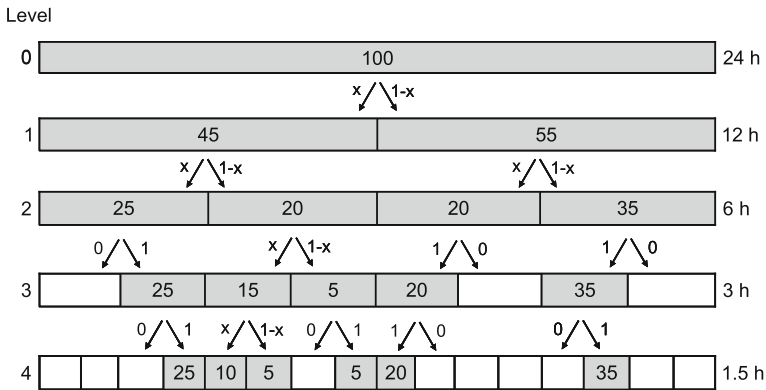 Level
0 100 24 h
x 1-x
1 45 55 12 h
x 1-x x 1-x
2 25 20 20 35 6 h
0 1 x 1-x 1 0 1 0
3 25 15 5 20 35 3 h
0 1 x 1-x 0 1 1 0 0 1
4 25 10 5 5 20 35 1.5 h